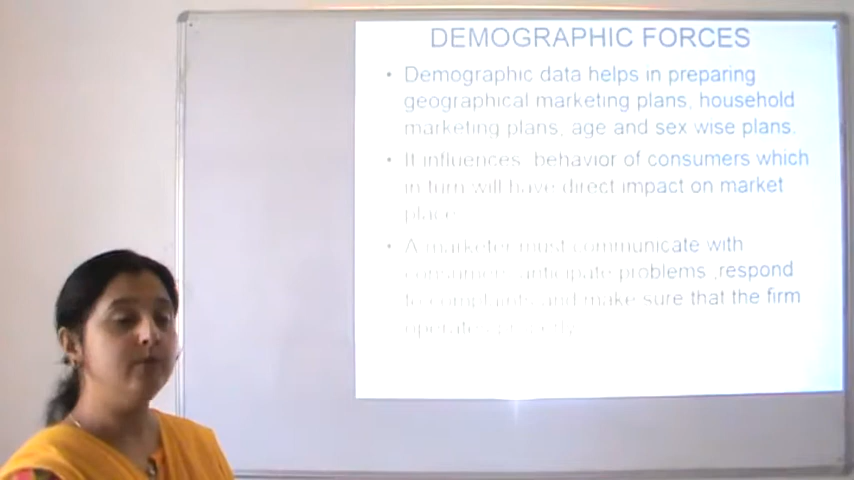 DEMOGRAPHIC FORCES
• Demographic data helps in preparing
geographical marketing plans, household
marketing plans, age and sex wise plans.
• It influences behavior of consumers which
in turn will have direct impact on market
place
• A marketer must communicate with
consumers anticipate problems ,respond
to complaints and make sure that the firm
operates properly